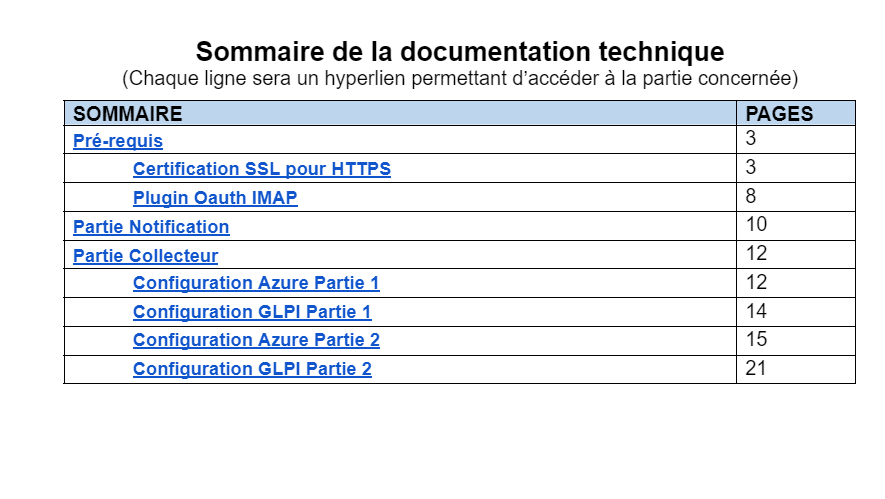 Sommaire de la documentation technique
(Chaque ligne sera un hyperlien permettant d’accéder à la partie concernée)
SOMMAIRE PAGES
Pré-requis 3
Certification SSL pour HTTPS 3
Plugin Oauth IMAP 8
Partie Notification 10
Partie Collecteur 12
Configuration Azure Partie 1 12
Configuration GLPI Partie 1 14
Configuration Azure Partie 2 15
Configuration GLPI Partie 2 21